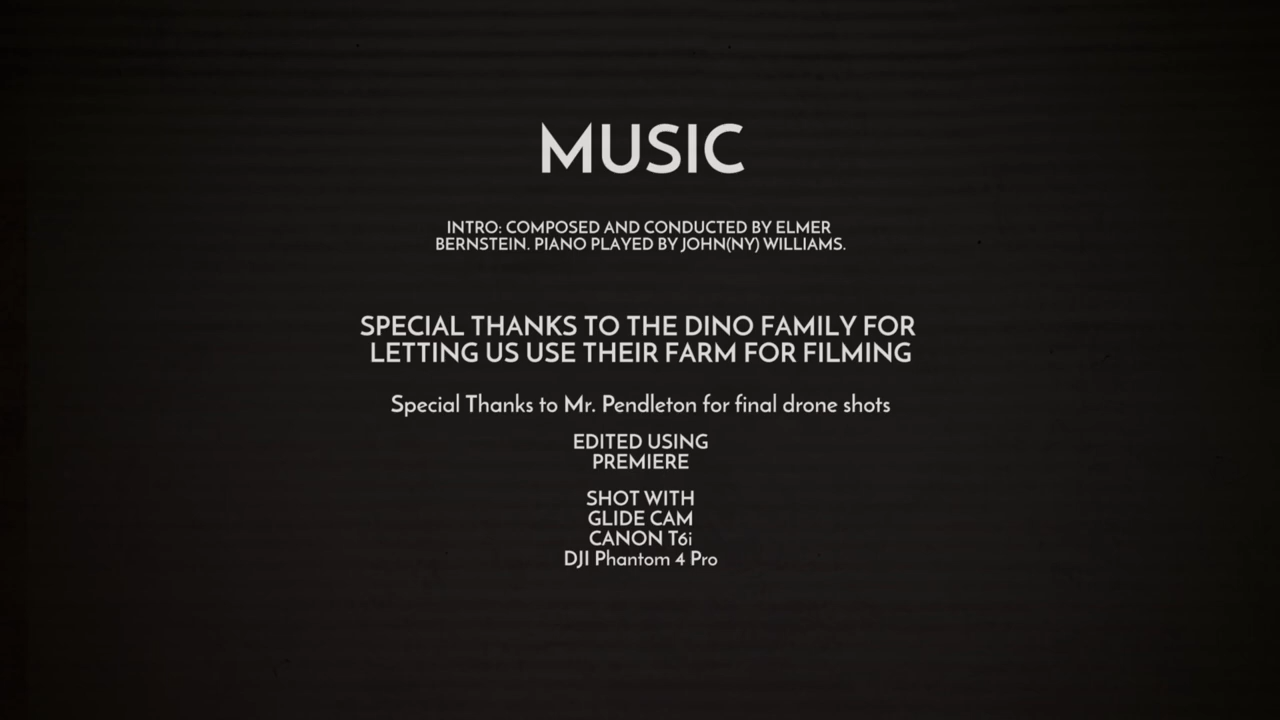 MUSIC
INTRO: COMPOSED AND CONDUCTED BY ELMER
BERNSTEIN. PIANO PLAYED BY JOHN(NY) WILLIAMS.
SPECIAL THANKS TO THE DINO FAMILY FOR
LETTING US USE THEIR FARM FOR FILMING
Special Thanks to Mr. Pendleton for final drone shots
EDITED USING
PREMIERE
SHOT WITH
GLIDE CAM
CANON T6i
DJI Phantom 4 Pro